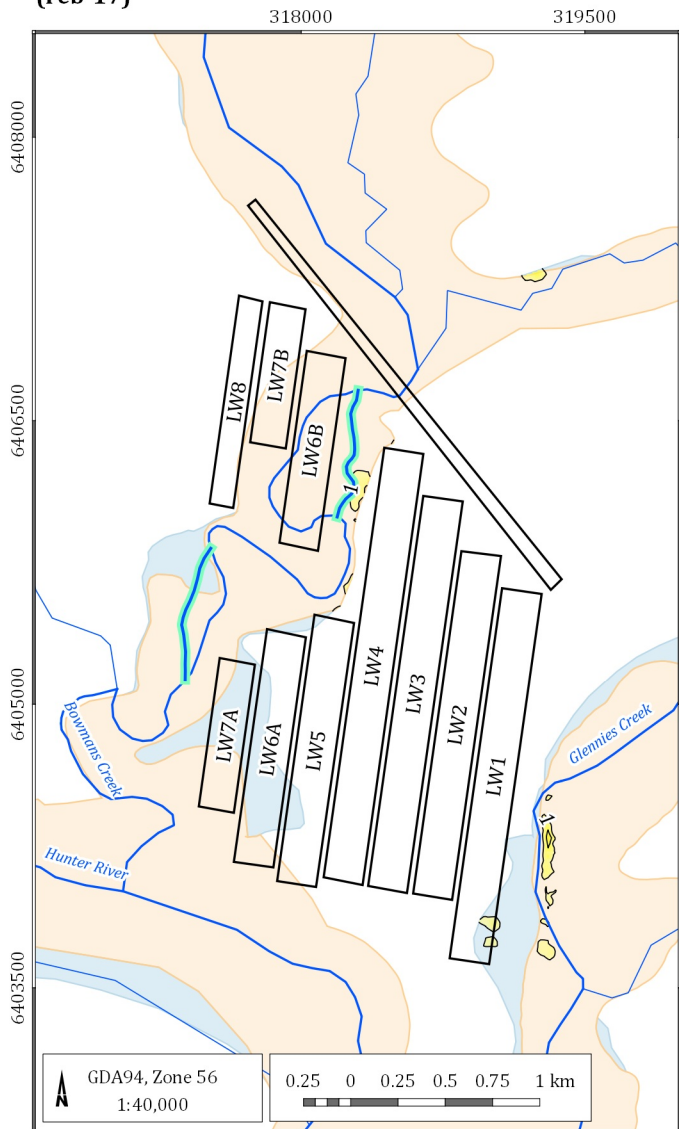 (Feb-17)
318000 319500
6408000
6406500
LW7B
LW8
LW6B
1
6405000
LW4
LW3
LW2
Bowmans Creek
LW7A
LW6A
LW5
LW1
Glennies Creek
1
Hunter River
6403500
GDA94, Zone 56
1:40,000
0.25 0 0.25 0.5 0.75 1 km